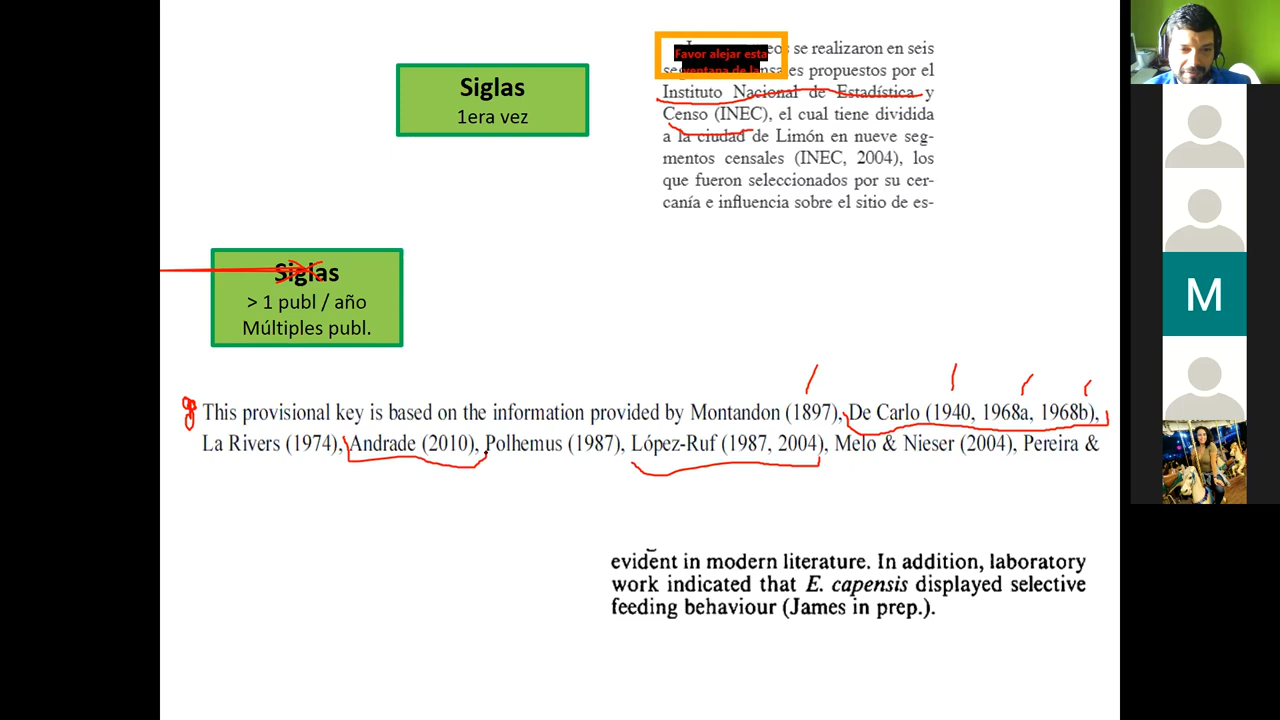 Siglas
1era vez
Favor alejar esta
ventana de la
se realizaron en seis
es propuestos por el
Instituto Nacional de Estadística y
Censo (INEC), el cual tiene dividida
a la ciudad de Limón en nueve seg-
mentos censales (INEC, 2004), los
que fueron seleccionados por su cer-
canía e influencia sobre el sitio de es-
Siglas
> 1 publ / año
Múltiples publ.
This provisional key is based on the information provided by Montandon (1897), De Carlo (1940, 1968a, 1968b),
La Rivers (1974), Andrade (2010), Polhemus (1987), López-Ruf (1987, 2004), Melo & Nieser (2004), Pereira &
evident in modern literature. In addition, laboratory
work indicated that E. capensis displayed selective
feeding behaviour (James in prep.).
M